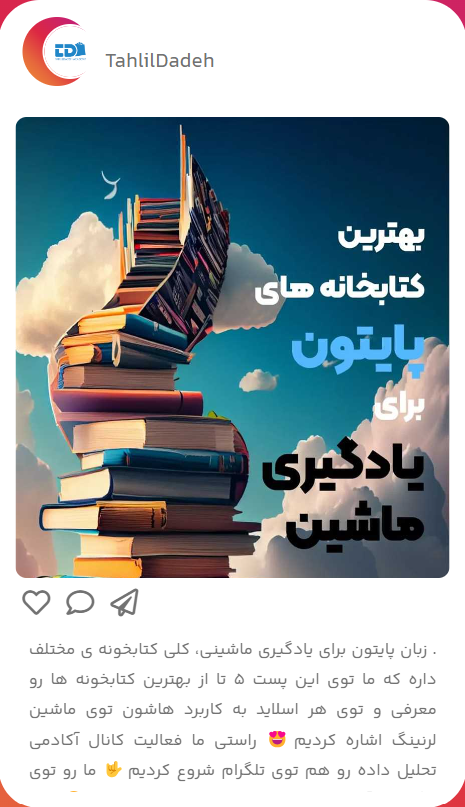 TD
TahlilDadeh
بهترین
کتابخانه های
پایتون
برای
یادگیری
ماشین
. زبان پایتون برای یادگیری ماشینی، کلی کتابخونه ی مختلف
داره که ما توی این پست ۵ تا از بهترین کتابخونه ها رو
معرفی و توی هر اسلاید به کاربرد هاشون توی ماشین
لرنینگ اشاره کردیم 😍 راستی ما فعالیت کانال آکادمی
تحلیل داده رو هم توی تلگرام شروع کردیم 🤟 ما رو توی